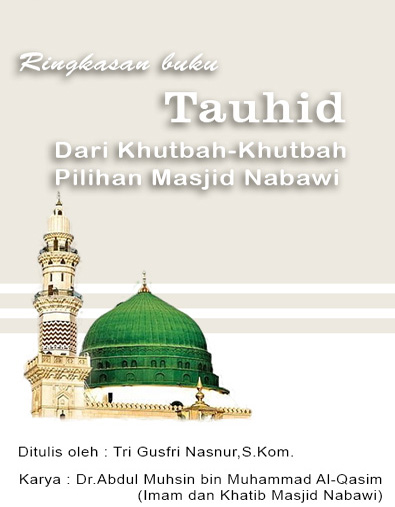 Ringkasan buku
Tauhid
Dari Khutbah-Khutbah
Pilihan Masjid Nabawi
Ditulis oleh : Tri Gusfri Nasnur,S.Kom.
Karya : Dr.Abdul Muhsin bin Muhammad Al-Qasim
(Imam dan Khatib Masjid Nabawi)